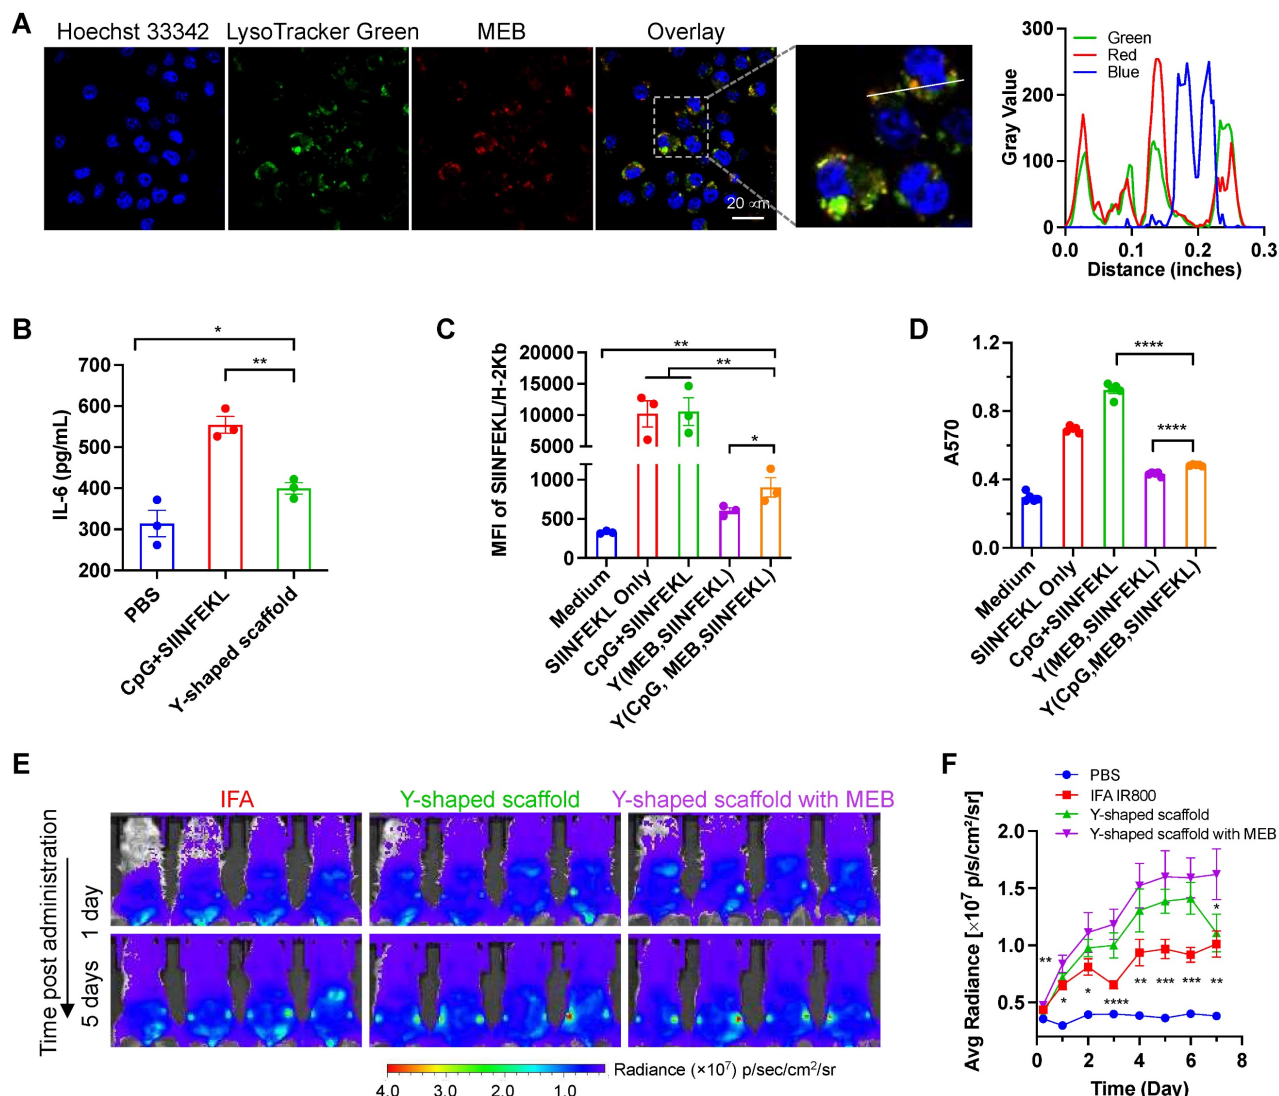 A
Hoechst 33342 LysoTracker Green MEB Overlay
20 ∝m
Gray Value
300
200
100
0
Green
Red
Blue
0.0 0.1 0.2 0.3
Distance (inches)
B
IL-6 (pg/mL)
700
600
500
400
300
200
*
**
PBS
CpG+SIINFEKL
Y-shaped scaffold
C
MFI of SIINFEKL/H-2Kb
20000
15000
10000
5000
1000
500
0
**
**
*
Medium
SIINFEKL Only
CpG+SIINFEKL
Y(MEB,SIINFEKL)
Y(CpG, MEB,SIINFEKL)
D
A570
1.2
0.8
0.4
0.0
****
****
Medium
SIINFEKL Only
CpG+SIINFEKL
Y(MEB,SIINFEKL)
Y(CpG,MEB,SIINFEKL)
E
IFA Y-shaped scaffold Y-shaped scaffold with MEB
Time post administration
1 day
5 days
Radiance (×10⁷) p/sec/cm²/sr
4.0 3.0 2.0 1.0
F
PBS
IFA IR800
Y-shaped scaffold
Y-shaped scaffold with MEB
Avg Radiance [×10⁷ p/s/cm²/sr]
2.0
1.5
1.0
0.5
** * * **** ** *** *** ** *
0 2 4 6 8
Time (Day)